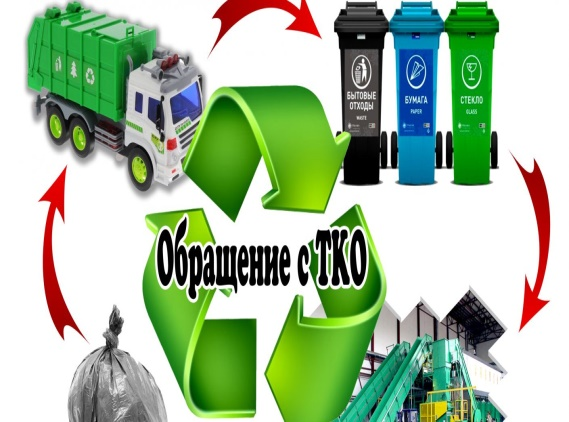 БЫТОВЫЕ
ОТХОДЫ
WASTE
БУМАГА
PAPER
СТЕКЛО
GLASS
Обращение с ТКО